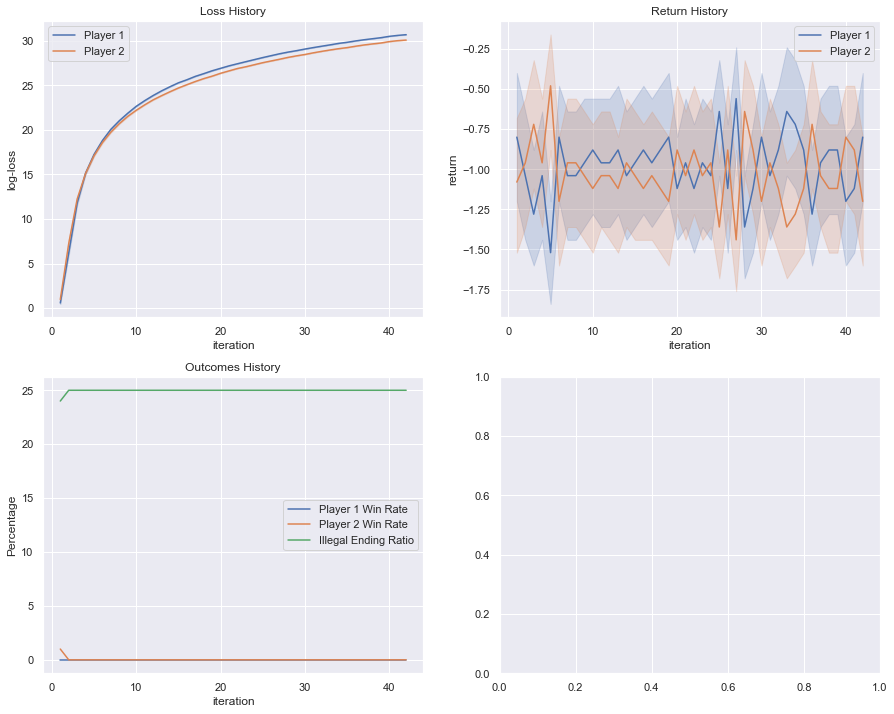 Loss History
Player 1
Player 2
30
25
20
15
10
5
0
log-loss
0
10
20
30
40
iteration
Return History
Player 1
Player 2
-0.25
-0.50
-0.75
-1.00
-1.25
-1.50
-1.75
return
0
10
20
30
40
iteration
Outcomes History
25
20
15
10
5
0
Percentage
Player 1 Win Rate
Player 2 Win Rate
Illegal Ending Ratio
0
10
20
30
40
iteration
1.0
0.8
0.6
0.4
0.2
0.0
0.0
0.2
0.4
0.6
0.8
1.0